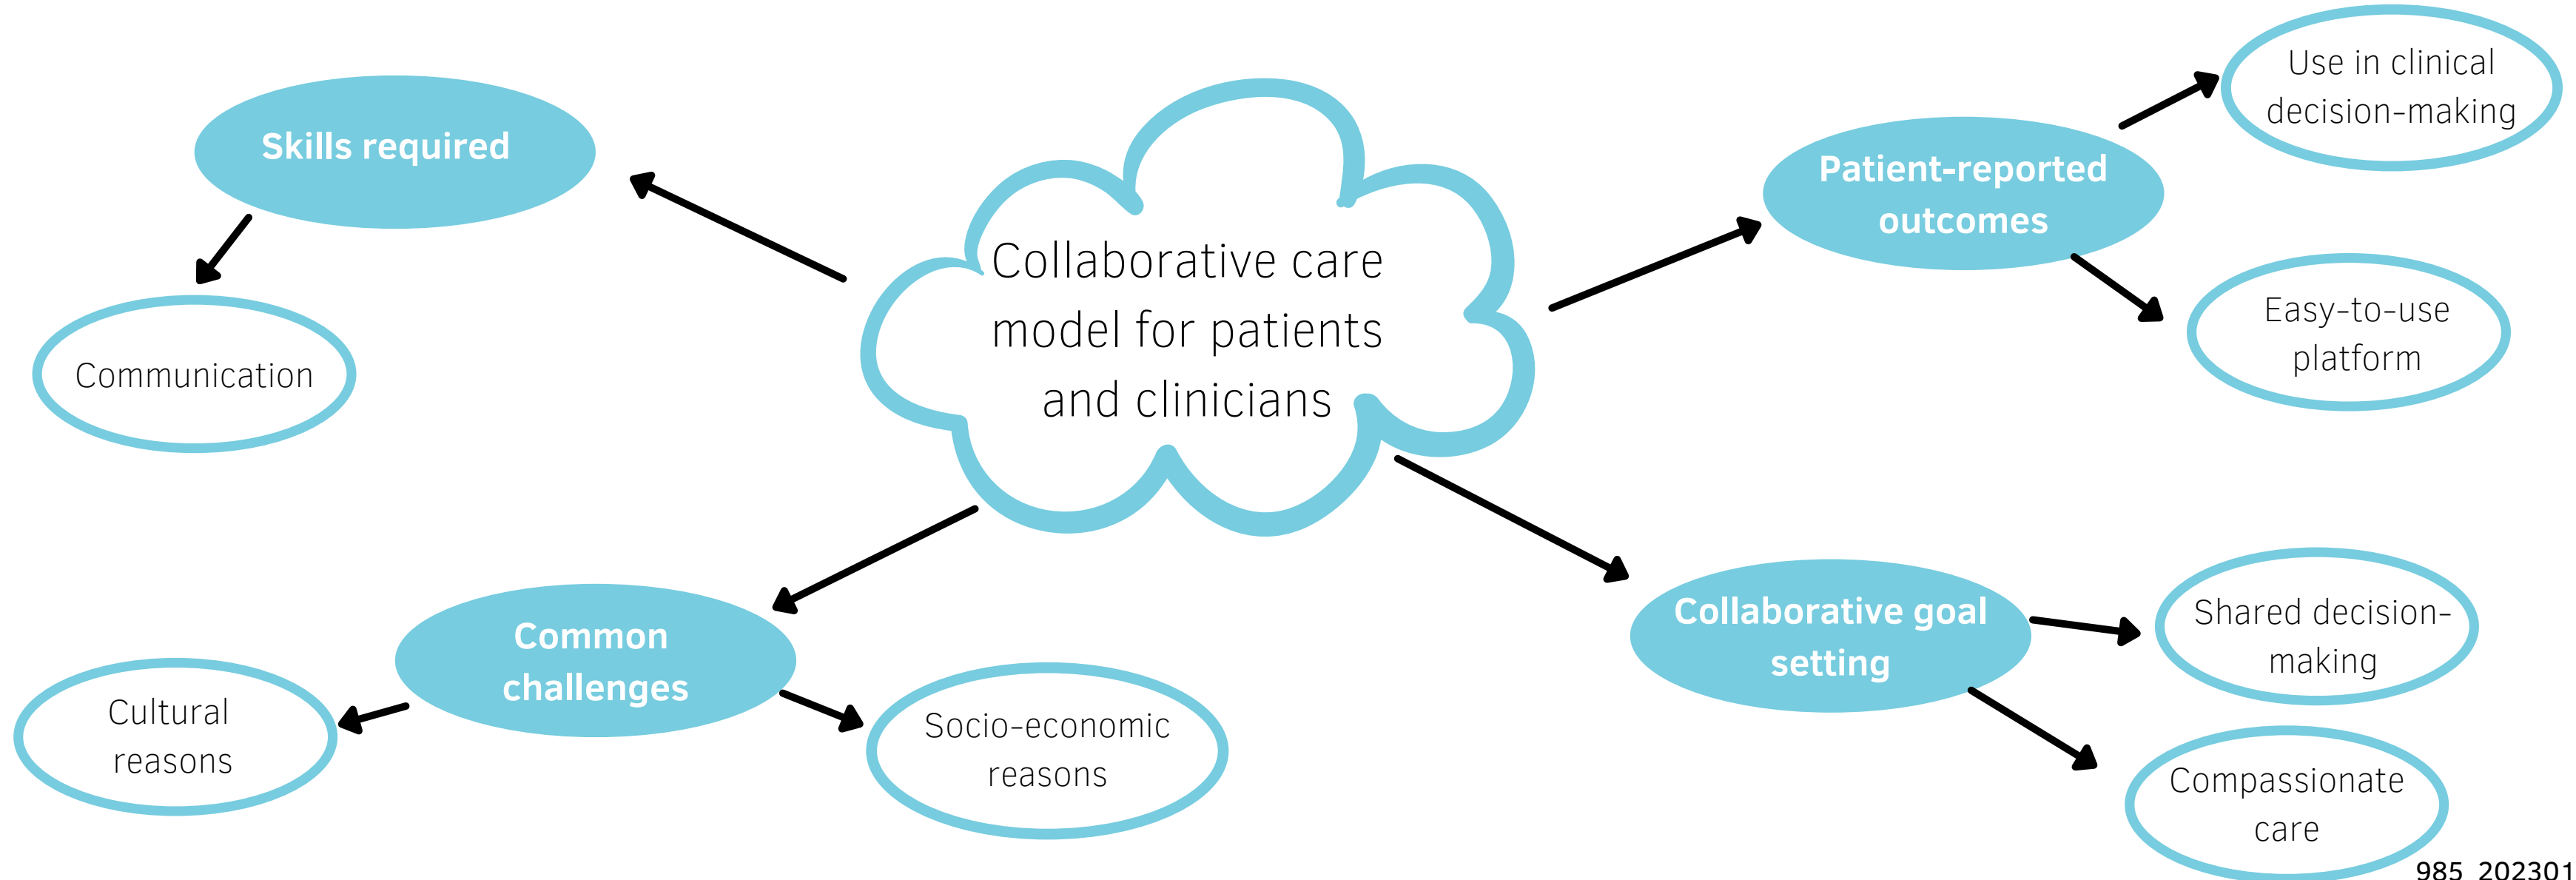 Skills required
Communication
Collaborative care
model for patients
and clinicians
Patient-reported
outcomes
Use in clinical
decision-making
Easy-to-use
platform
Common
challenges
Cultural
reasons
Socio-economic
reasons
Collaborative goal
setting
Shared decision-
making
Compassionate
care
985_202301